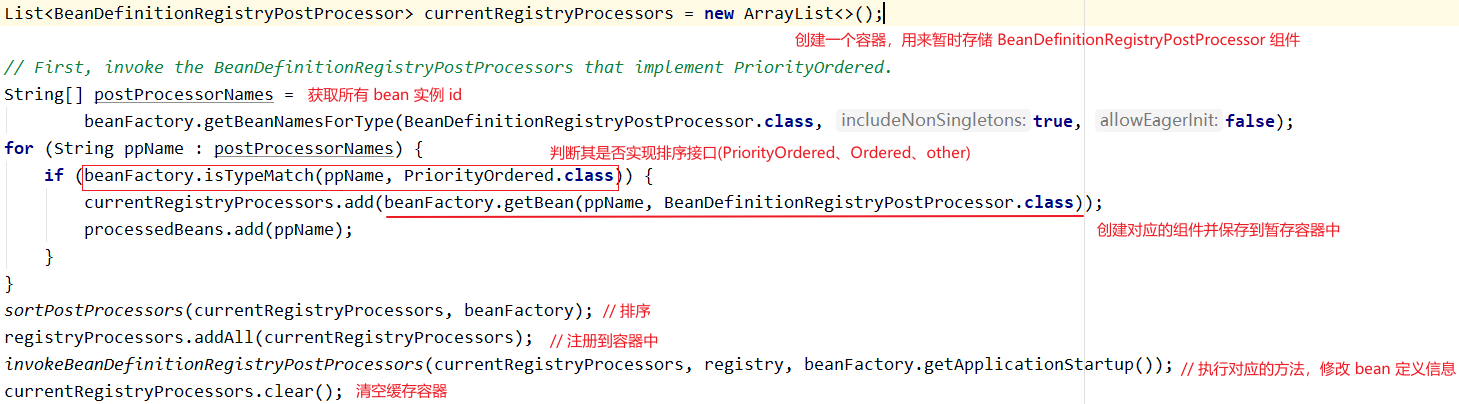 List<BeanDefinitionRegistryPostProcessor> currentRegistryProcessors = new ArrayList<>();
创建一个容器，用来暂时存储 BeanDefinitionRegistryPostProcessor 组件
// First, invoke the BeanDefinitionRegistryPostProcessors that implement PriorityOrdered.
String[] postProcessorNames = 获取所有 bean 实例 id
beanFactory.getBeanNamesForType(BeanDefinitionRegistryPostProcessor.class, includeNonSingletons: true, allowEagerInit: false);
for (String ppName : postProcessorNames) { 判断其是否实现排序接口(PriorityOrdered、Ordered、other)
if (beanFactory.isTypeMatch(ppName, PriorityOrdered.class)) {
currentRegistryProcessors.add(beanFactory.getBean(ppName, BeanDefinitionRegistryPostProcessor.class));
processedBeans.add(ppName); 创建对应的组件并保存到暂存容器中
}
}
sortPostProcessors(currentRegistryProcessors, beanFactory); // 排序
registryProcessors.addAll(currentRegistryProcessors); // 注册到容器中
invokeBeanDefinitionRegistryPostProcessors(currentRegistryProcessors, registry, beanFactory.getApplicationStartup()); // 执行对应的方法，修改 bean 定义信息
currentRegistryProcessors.clear(); 清空缓存容器